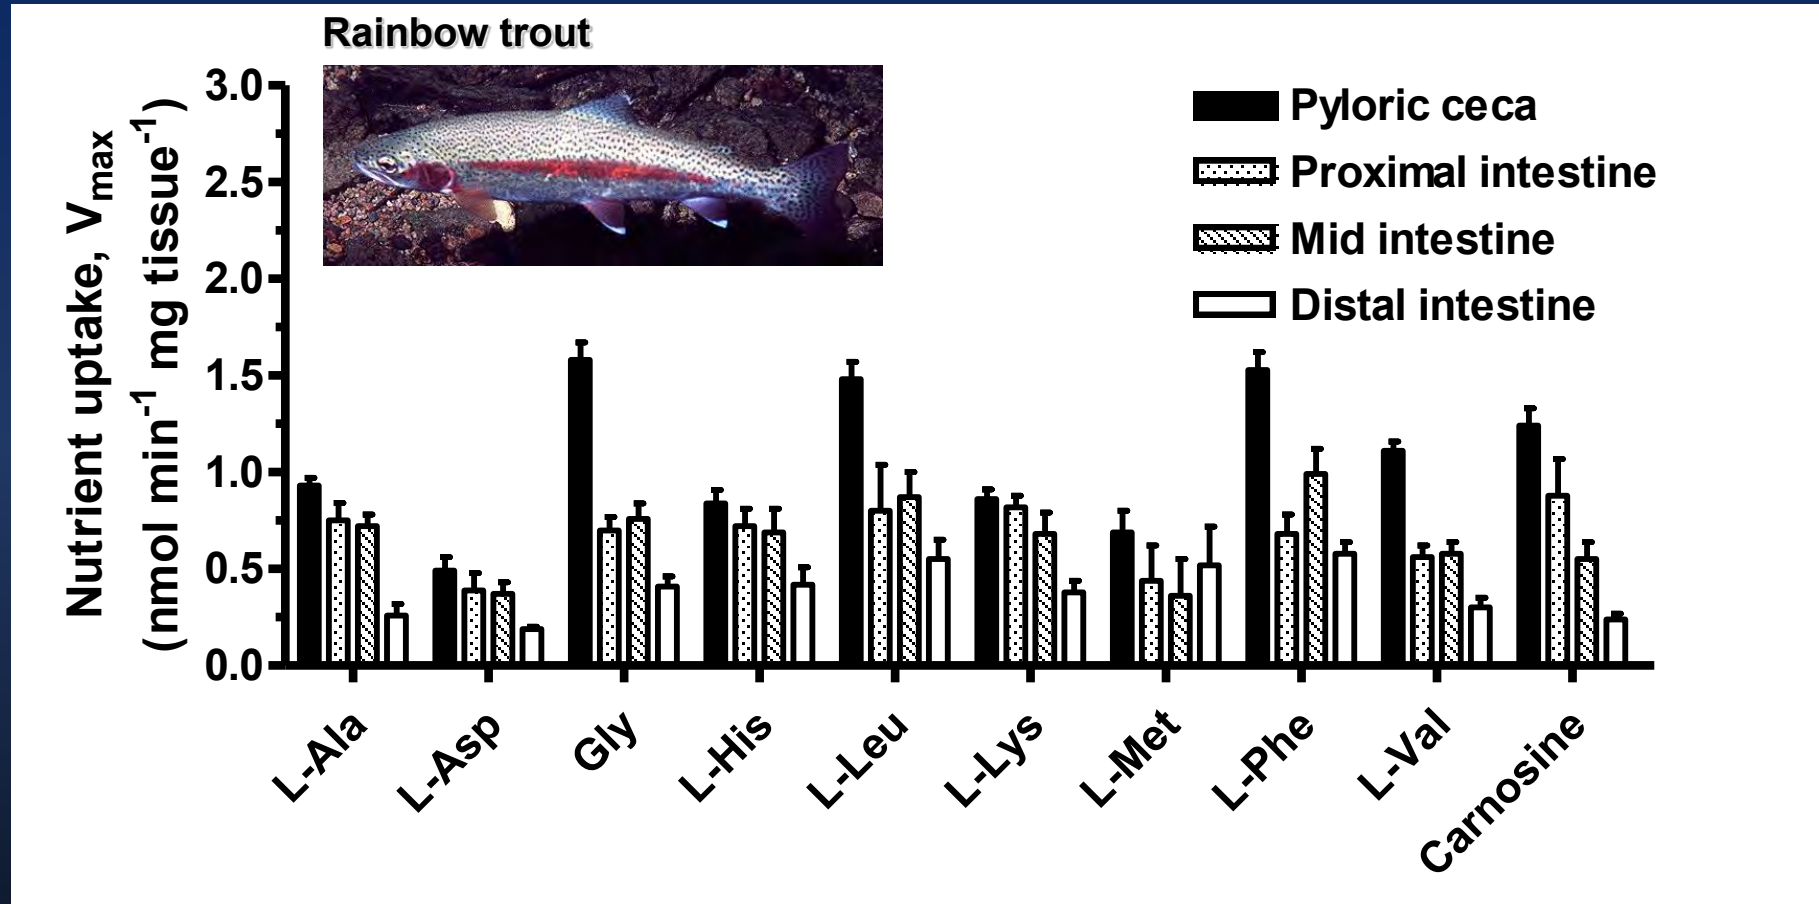 Rainbow trout
Nutrient uptake, Vmax
(nmol min⁻¹ mg tissue⁻¹)
3.0
2.5
2.0
1.5
1.0
0.5
0.0
Pyloric ceca
Proximal intestine
Mid intestine
Distal intestine
L-Ala
L-Asp
Gly
L-His
L-Leu
L-Lys
L-Met
L-Phe
L-Val
Carnosine